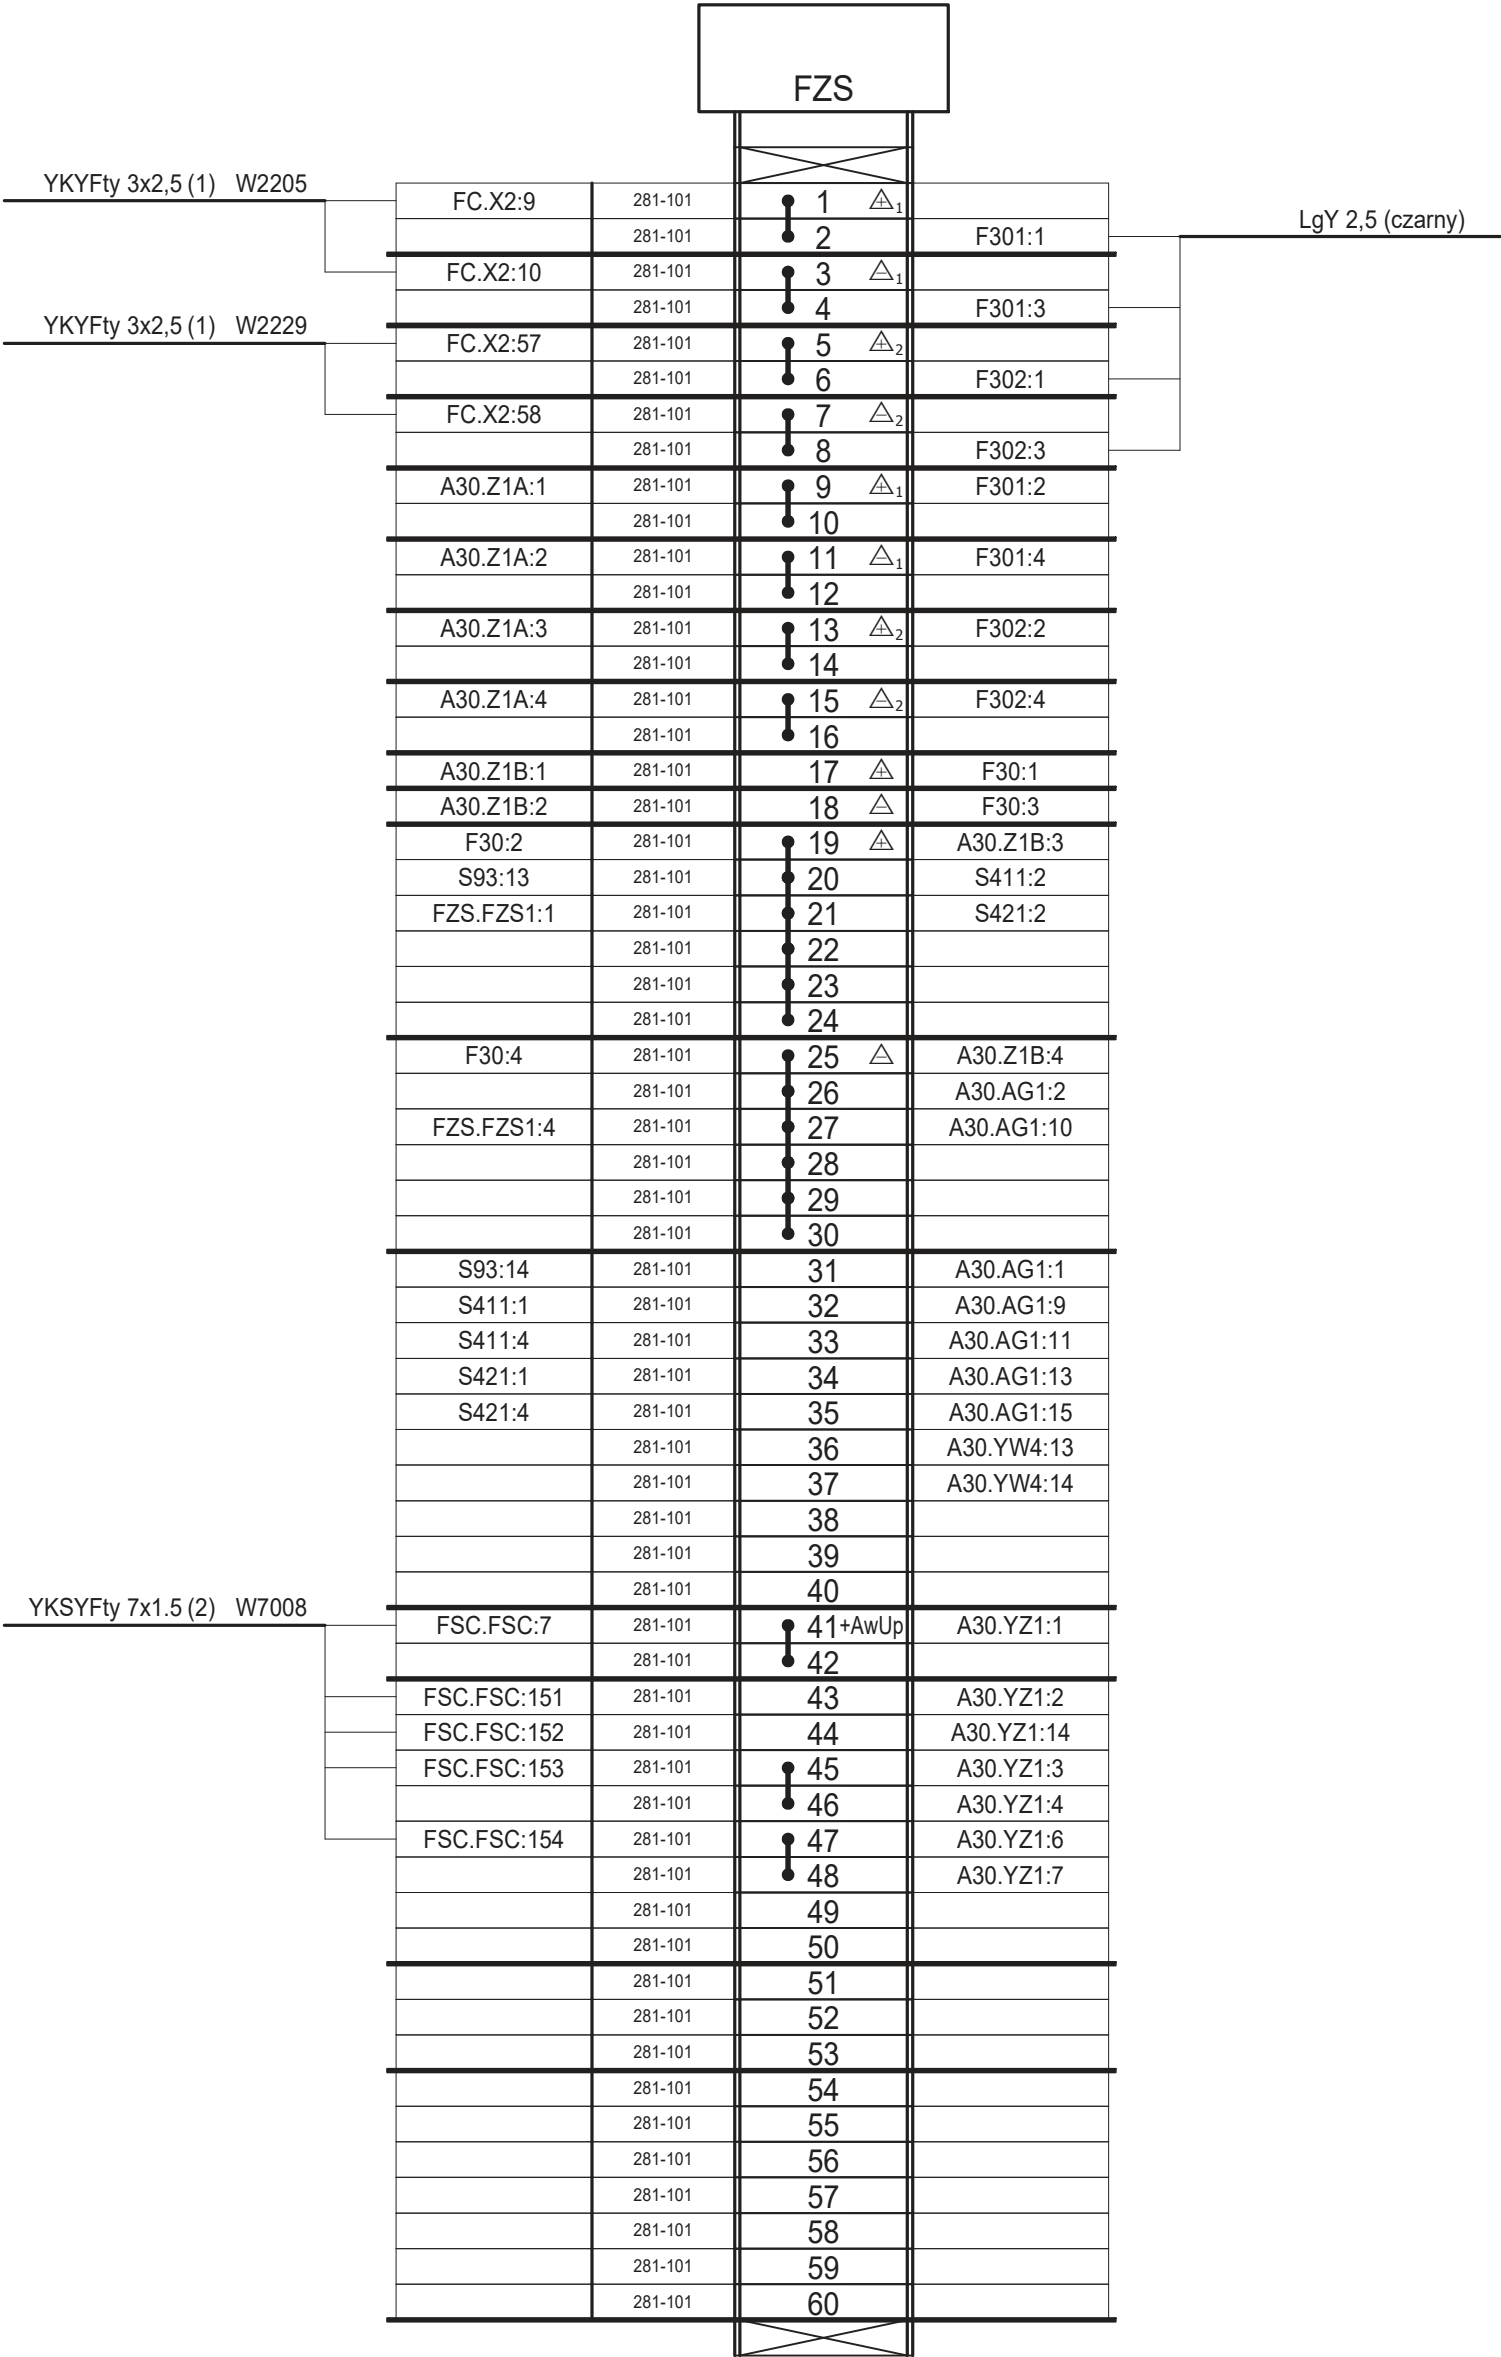 FZS
YKYFty 3x2,5 (1) W2205
FC.X2:9 281-101 1 + 1
LgY 2,5 (czarny)
281-101 2 F301:1
FC.X2:10 281-101 3 − 1
281-101 4 F301:3
YKYFty 3x2,5 (1) W2229
FC.X2:57 281-101 5 + 2
281-101 6 F302:1
FC.X2:58 281-101 7 − 2
281-101 8 F302:3
A30.Z1A:1 281-101 9 + 1 F301:2
281-101 10
A30.Z1A:2 281-101 11 − 1 F301:4
281-101 12
A30.Z1A:3 281-101 13 + 2 F302:2
281-101 14
A30.Z1A:4 281-101 15 − 2 F302:4
281-101 16
A30.Z1B:1 281-101 17 + F30:1
A30.Z1B:2 281-101 18 − F30:3
F30:2 281-101 19 + A30.Z1B:3
S93:13 281-101 20 S411:2
FZS.FZS1:1 281-101 21 S421:2
281-101 22
281-101 23
281-101 24
F30:4 281-101 25 − A30.Z1B:4
281-101 26 A30.AG1:2
FZS.FZS1:4 281-101 27 A30.AG1:10
281-101 28
281-101 29
281-101 30
S93:14 281-101 31 A30.AG1:1
S411:1 281-101 32 A30.AG1:9
S411:4 281-101 33 A30.AG1:11
S421:1 281-101 34 A30.AG1:13
S421:4 281-101 35 A30.AG1:15
281-101 36 A30.YW4:13
281-101 37 A30.YW4:14
281-101 38
281-101 39
281-101 40
YKSYFty 7x1.5 (2) W7008
FSC.FSC:7 281-101 41 +AwUp A30.YZ1:1
281-101 42
FSC.FSC:151 281-101 43 A30.YZ1:2
FSC.FSC:152 281-101 44 A30.YZ1:14
FSC.FSC:153 281-101 45 A30.YZ1:3
281-101 46 A30.YZ1:4
FSC.FSC:154 281-101 47 A30.YZ1:6
281-101 48 A30.YZ1:7
281-101 49
281-101 50
281-101 51
281-101 52
281-101 53
281-101 54
281-101 55
281-101 56
281-101 57
281-101 58
281-101 59
281-101 60